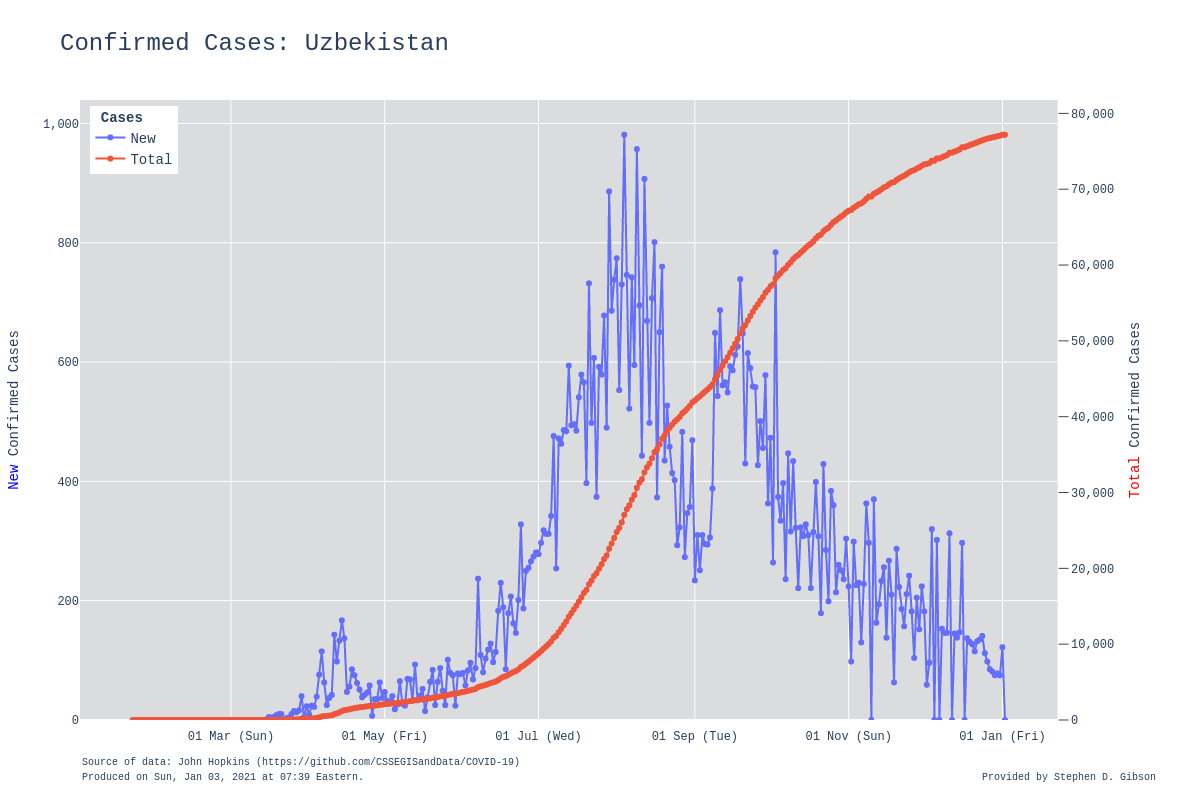 Confirmed Cases: Uzbekistan
Cases
New
Total
1,000
800
600
400
200
0
80,000
70,000
60,000
50,000
40,000
30,000
20,000
10,000
0
New Confirmed Cases
Total Confirmed Cases
01 Mar (Sun)
01 May (Fri)
01 Jul (Wed)
01 Sep (Tue)
01 Nov (Sun)
01 Jan (Fri)
Source of data: John Hopkins (https://github.com/CSSEGISandData/COVID-19)
Produced on Sun, Jan 03, 2021 at 07:39 Eastern.
Provided by Stephen D. Gibson